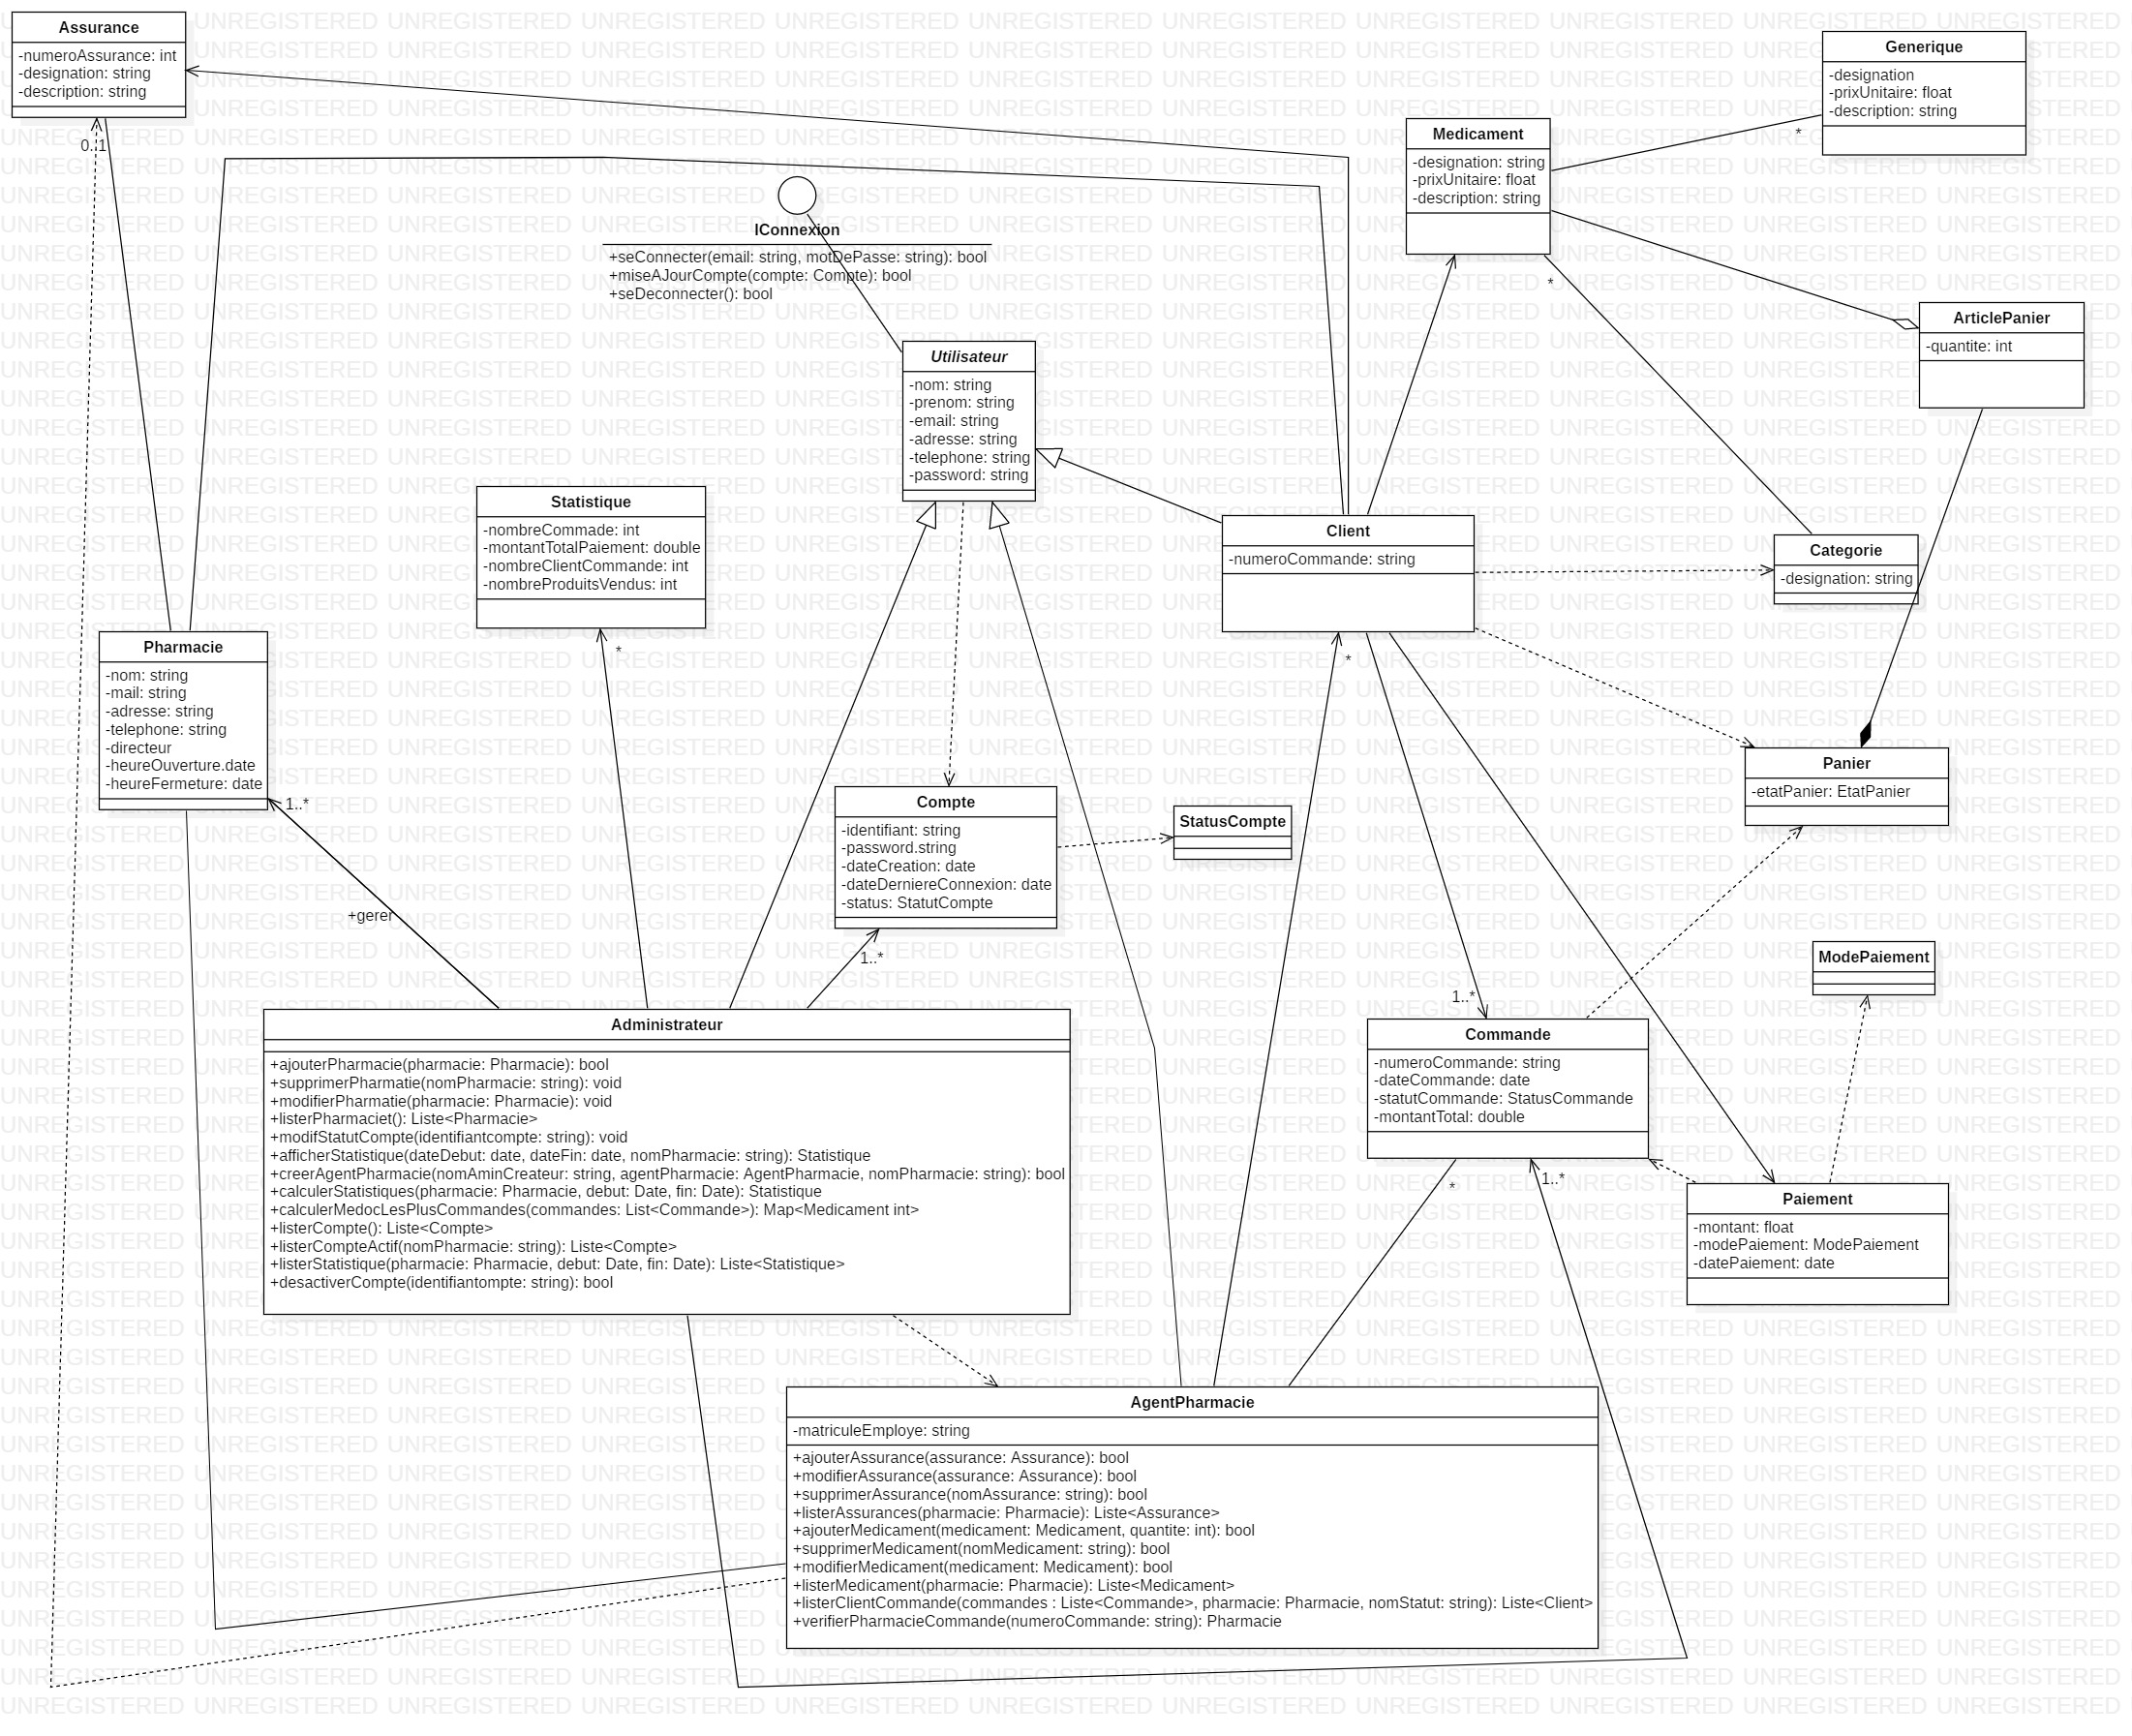 Assurance
-numeroAssurance: int
-designation: string
-description: string
0..1
Generique
-designation
-prixUnitaire: float
-description: string
*
Medicament
-designation: string
-prixUnitaire: float
-description: string
*
IConnexion
+seConnecter(email: string, motDePasse: string): bool
+miseAJourCompte(compte: Compte): bool
+seDeconnecter(): bool
ArticlePanier
-quantite: int
Utilisateur
-nom: string
-prenom: string
-email: string
-adresse: string
-telephone: string
-password: string
Statistique
-nombreCommade: int
-montantTotalPaiement: double
-nombreClientCommande: int
-nombreProduitsVendus: int
*
Client
-numeroCommande: string
*
Categorie
-designation: string
Pharmacie
-nom: string
-mail: string
-adresse: string
-telephone: string
-directeur
-heureOuverture.date
-heureFermeture: date
1..*
+gerer
Panier
-etatPanier: EtatPanier
Compte
-identifiant: string
-password.string
-dateCreation: date
-dateDerniereConnexion: date
-status: StatutCompte
1..*
StatusCompte
ModePaiement
Administrateur
+ajouterPharmacie(pharmacie: Pharmacie): bool
+supprimerPharmatie(nomPharmacie: string): void
+modifierPharmatie(pharmacie: Pharmacie): void
+listerPharmaciet(): Liste<Pharmacie>
+modifStatutCompte(identifiantcompte: string): void
+afficherStatistique(dateDebut: date, dateFin: date, nomPharmacie: string): Statistique
+creerAgentPharmacie(nomAminCreateur: string, agentPharmacie: AgentPharmacie, nomPharmacie: string): bool
+calculerStatistiques(pharmacie: Pharmacie, debut: Date, fin: Date): Statistique
+calculerMedocLesPlusCommandes(commandes: List<Commande>): Map<Medicament int>
+listerCompte(): Liste<Compte>
+listerCompteActif(nomPharmacie: string): Liste<Compte>
+listerStatistique(pharmacie: Pharmacie, debut: Date, fin: Date): Liste<Statistique>
+desactiverCompte(identifiantompte: string): bool
1..*
Commande
-numeroCommande: string
-dateCommande: date
-statutCommande: StatusCommande
-montantTotal: double
*
1..*
Paiement
-montant: float
-modePaiement: ModePaiement
-datePaiement: date
AgentPharmacie
-matriculeEmploye: string
+ajouterAssurance(assurance: Assurance): bool
+modifierAssurance(assurance: Assurance): bool
+supprimerAssurance(nomAssurance: string): bool
+listerAssurances(pharmacie: Pharmacie): Liste<Assurance>
+ajouterMedicament(medicament: Medicament, quantite: int): bool
+supprimerMedicament(nomMedicament: string): bool
+modifierMedicament(medicament: Medicament): bool
+listerMedicament(pharmacie: Pharmacie): Liste<Medicament>
+listerClientCommande(commandes : Liste<Commande>, pharmacie: Pharmacie, nomStatut: string): Liste<Client>
+verifierPharmacieCommande(numeroCommande: string): Pharmacie
UNREGISTERED